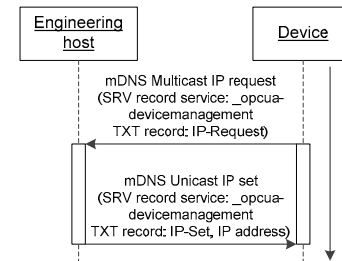 Engineering
host
Device
mDNS Multicast IP request
(SRV record service: _opcua-
devicemanagement
TXT record: IP-Request)
mDNS Unicast IP set
(SRV record service: _opcua-
devicemanagement
TXT record: IP-Set, IP address)